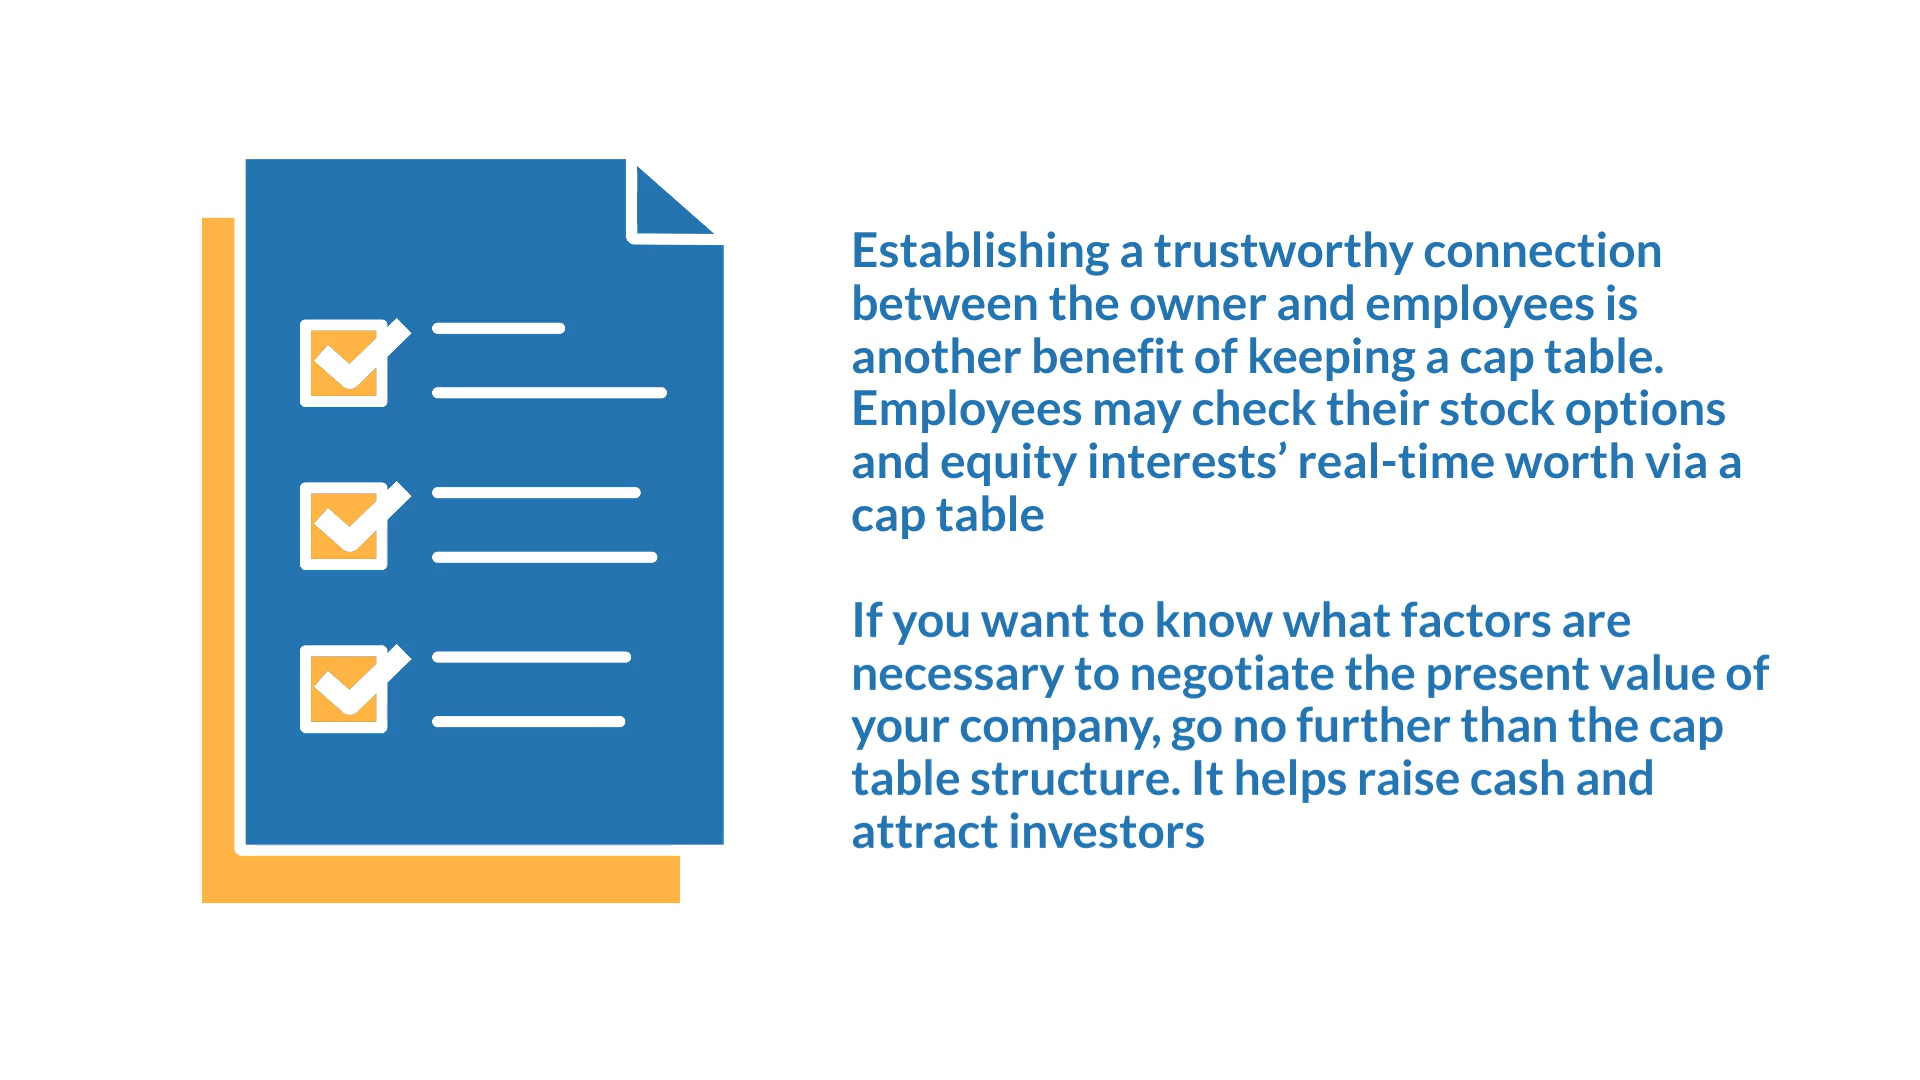 Establishing a trustworthy connection
between the owner and employees is
another benefit of keeping a cap table.
Employees may check their stock options
and equity interests’ real-time worth via a
cap table
If you want to know what factors are
necessary to negotiate the present value of
your company, go no further than the cap
table structure. It helps raise cash and
attract investors